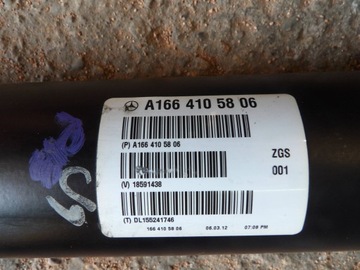 A166 410 58 06
(P) A166 410 58 06
ZGS
001
(V) 18591438
(T) DL155241746
166 410 58 06 06.03.12 07:09 PM